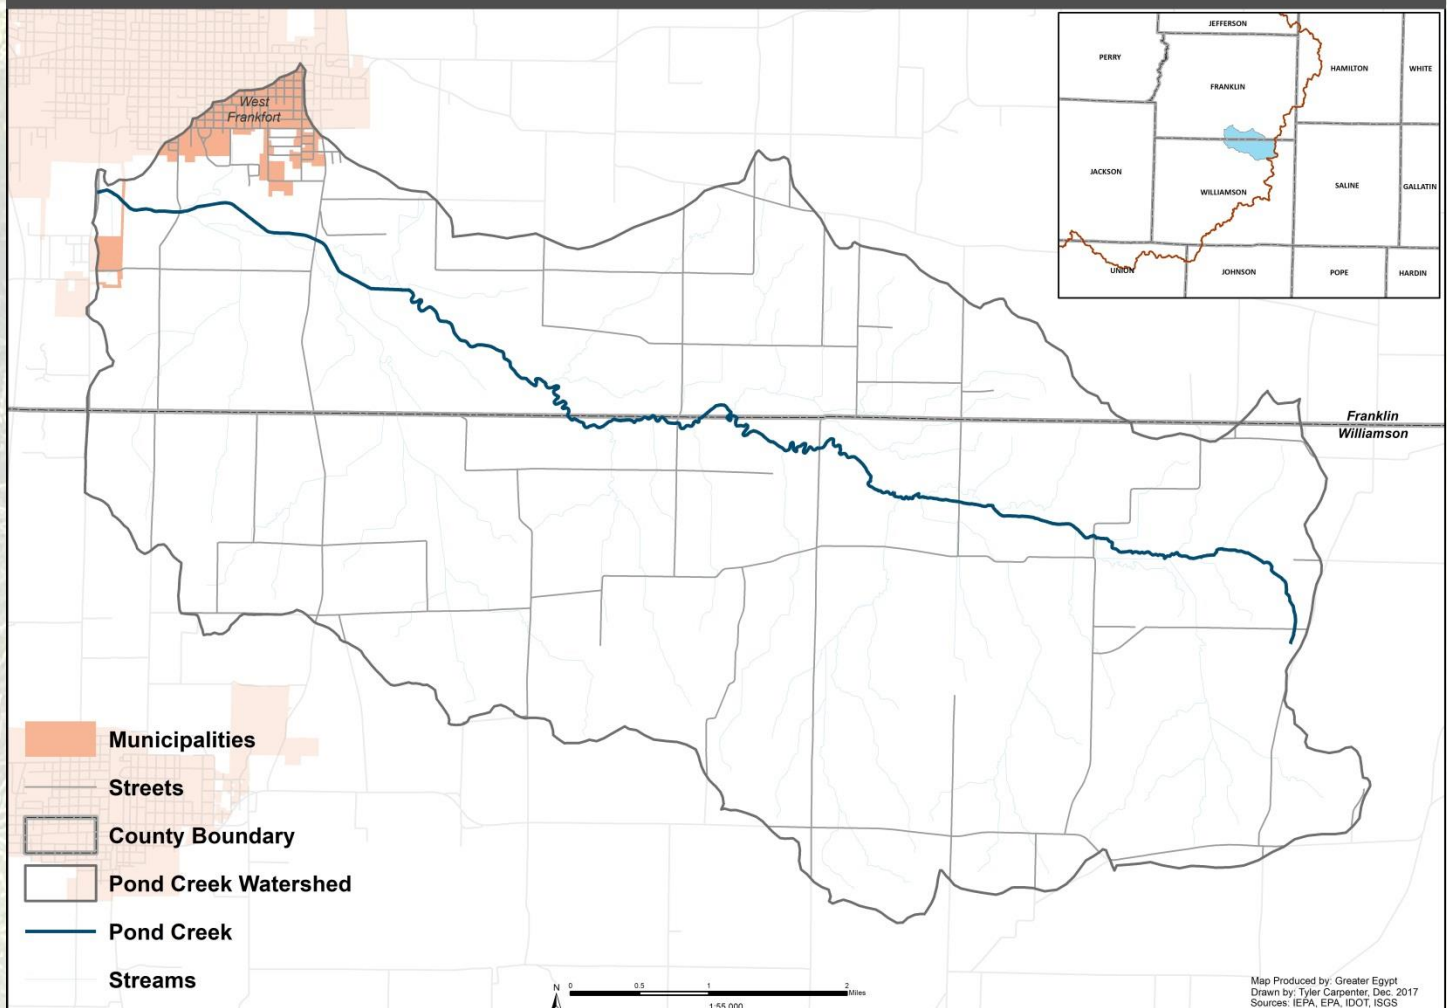 JEFFERSON
PERRY
HAMILTON
WHITE
FRANKLIN
JACKSON
WILLIAMSON
SALINE
GALLATIN
UNION
JOHNSON
POPE
HARDIN
West
Frankfort
Franklin
Williamson
Municipalities
Streets
County Boundary
Pond Creek Watershed
Pond Creek
Streams
N
0 0.5 1 2
Miles
1:55,000
Map Produced by: Greater Egypt
Drawn by: Tyler Carpenter, Dec. 2017
Sources: IEPA, EPA, IDOT, ISGS